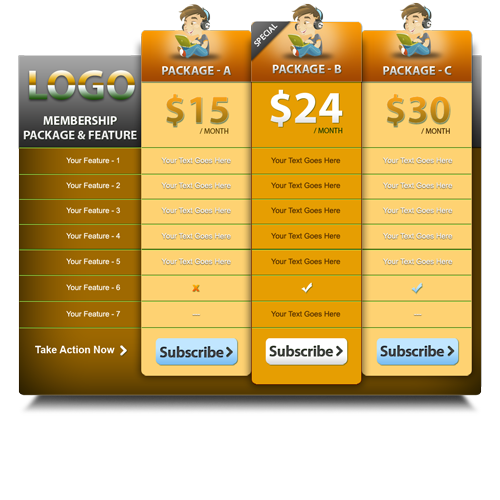 SPECIAL
PACKAGE - A
PACKAGE - B
PACKAGE - C
LOGO
MEMBERSHIP
PACKAGE & FEATURE
$15
/ MONTH
$24
/ MONTH
$30
/ MONTH
Your Feature - 1 Your Text Goes Here Your Text Goes Here Your Text Goes Here
Your Feature - 2 Your Text Goes Here Your Text Goes Here Your Text Goes Here
Your Feature - 3 Your Text Goes Here Your Text Goes Here Your Text Goes Here
Your Feature - 4 Your Text Goes Here Your Text Goes Here Your Text Goes Here
Your Feature - 5 Your Text Goes Here Your Text Goes Here Your Text Goes Here
Your Feature - 6
Your Feature - 7 — Your Text Goes Here —
Take Action Now Subscribe Subscribe Subscribe